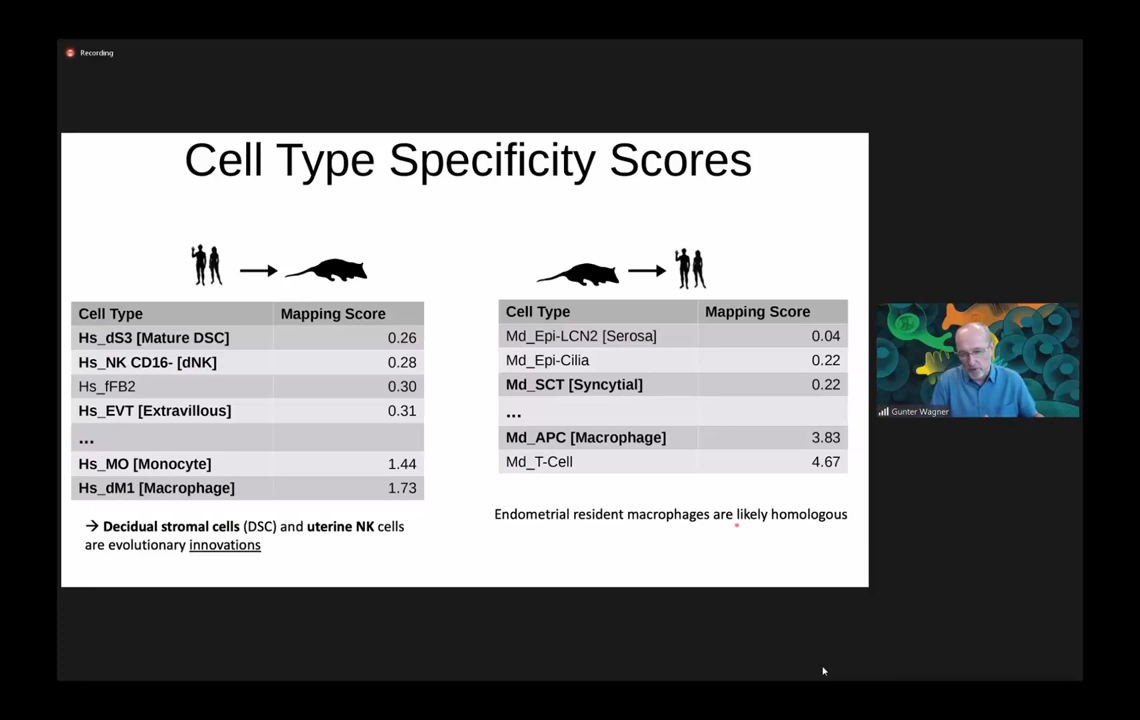 Recording
Cell Type Specificity Scores
Cell Type Mapping Score
Hs_dS3 [Mature DSC] 0.26
Hs_NK CD16- [dNK] 0.28
Hs_fFB2 0.30
Hs_EVT [Extravillous] 0.31
...
Hs_MO [Monocyte] 1.44
Hs_dM1 [Macrophage] 1.73
→ Decidual stromal cells (DSC) and uterine NK cells
are evolutionary innovations
Cell Type Mapping Score
Md_Epi-LCN2 [Serosa] 0.04
Md_Epi-Cilia 0.22
Md_SCT [Syncytial] 0.22
...
Md_APC [Macrophage] 3.83
Md_T-Cell 4.67
Endometrial resident macrophages are likely homologous
Gunter Wagner